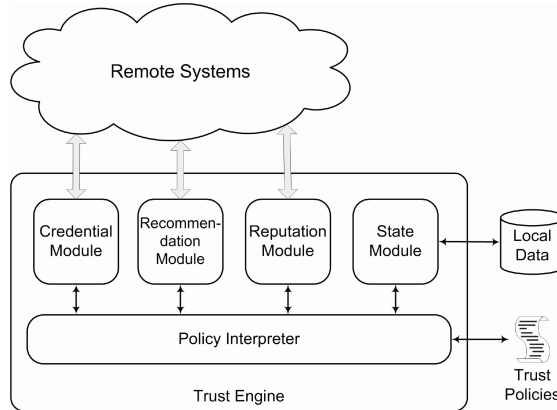 Remote Systems
Credential
Module
Recommen-
dation
Module
Reputation
Module
State
Module
Local
Data
Policy Interpreter
Trust
Policies
Trust Engine